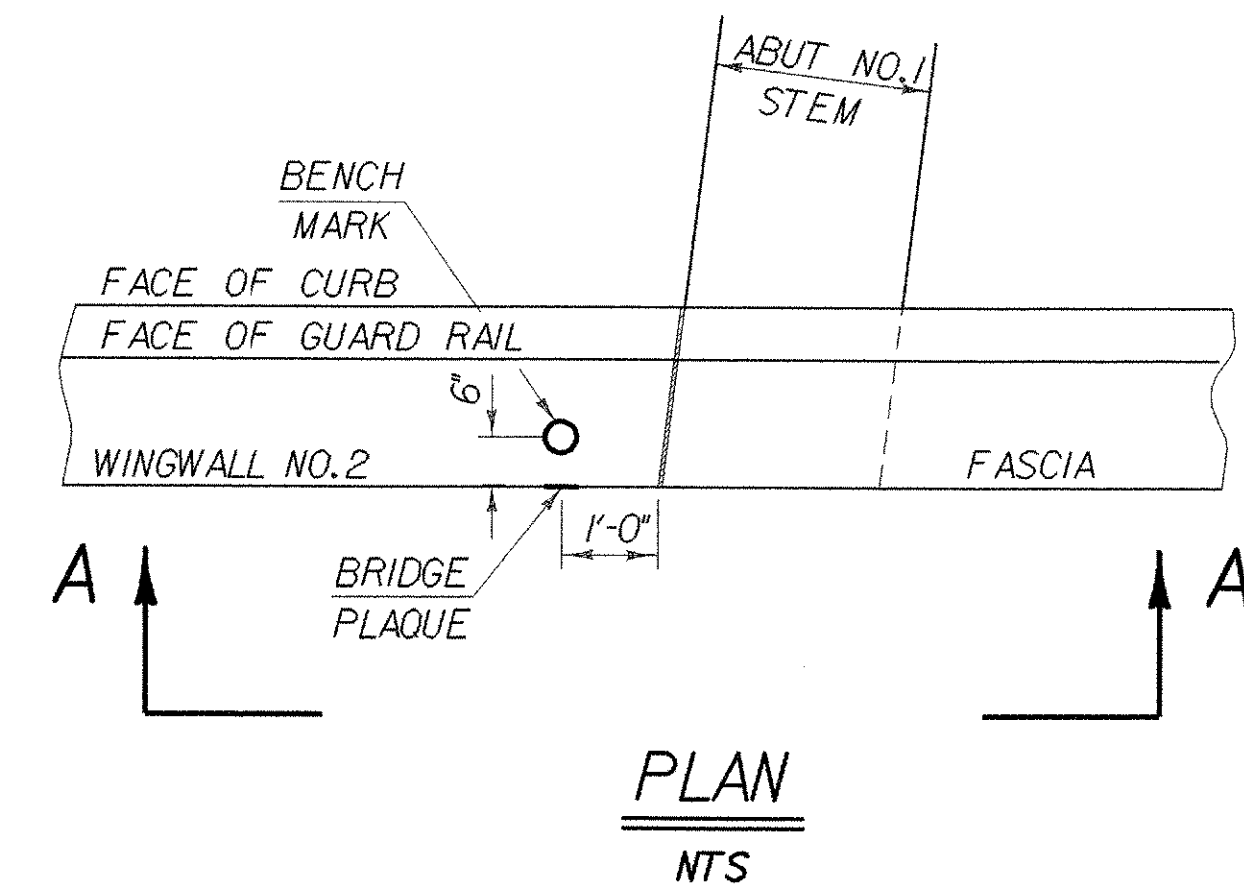 ABUT NO.1
STEM
BENCH
MARK
FACE OF CURB
FACE OF GUARD RAIL
6"
WINGWALL NO.2
FASCIA
1'-0"
BRIDGE
PLAQUE
A
A
PLAN
NTS